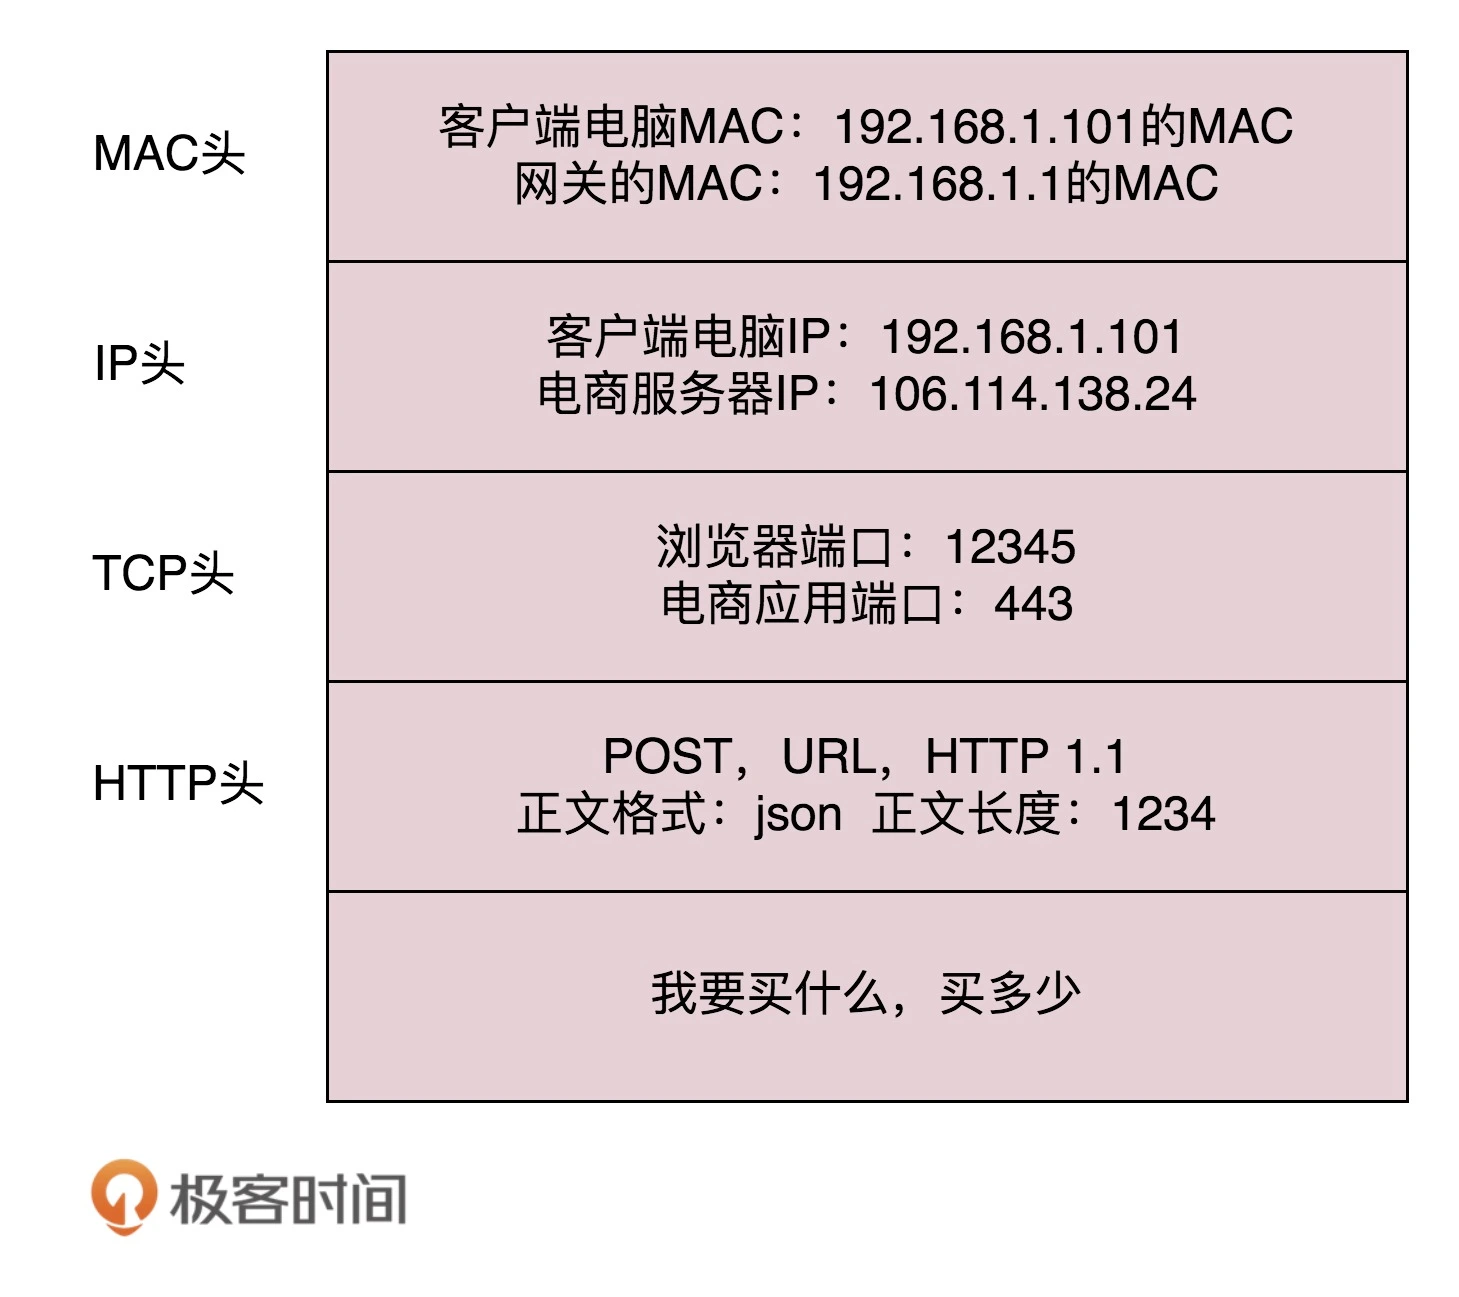 MAC头
客户端电脑MAC：192.168.1.101的MAC
网关的MAC：192.168.1.1的MAC
IP头
客户端电脑IP：192.168.1.101
电商服务器IP：106.114.138.24
TCP头
浏览器端口：12345
电商应用端口：443
HTTP头
POST，URL，HTTP 1.1
正文格式：json 正文长度：1234
我要买什么，买多少
极客时间